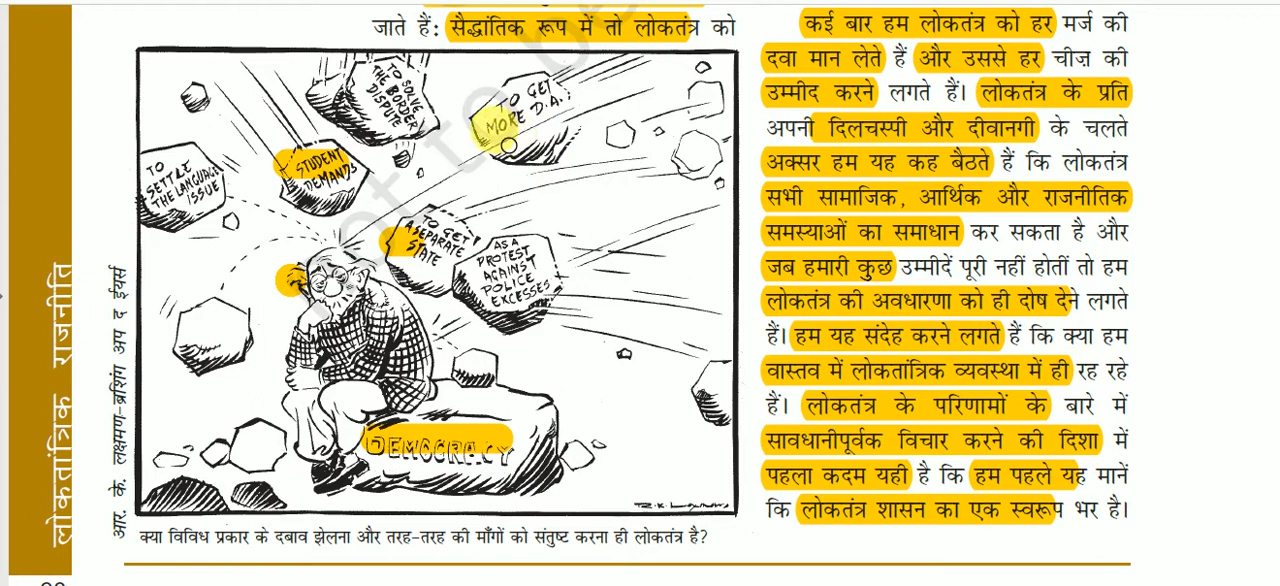 जाते हैं: सैद्धांतिक रूप में तो लोकतंत्र को
TO SOLVE
THE BORDER
DISPUTE
TO GET
MORE D.A.
TO
SETTLE
THE LANGUAGE
ISSUE
STUDENT
DEMANDS
TO GET
A SEPARATE
STATE
AS A
PROTEST
AGAINST
POLICE
EXCESSES
DEMOCRACY
क्या विविध प्रकार के दबाव झेलना और तरह-तरह की माँगों को संतुष्ट करना ही लोकतंत्र है?
आर. के. लक्ष्मण-ब्रशिंग अप द ईयर्स
लोकतांत्रिक राजनीति
कई बार हम लोकतंत्र को हर मर्ज की
दवा मान लेते हैं और उससे हर चीज़ की
उम्मीद करने लगते हैं। लोकतंत्र के प्रति
अपनी दिलचस्पी और दीवानगी के चलते
अक्सर हम यह कह बैठते हैं कि लोकतंत्र
सभी सामाजिक, आर्थिक और राजनीतिक
समस्याओं का समाधान कर सकता है और
जब हमारी कुछ उम्मीदें पूरी नहीं होतीं तो हम
लोकतंत्र की अवधारणा को ही दोष देने लगते
हैं। हम यह संदेह करने लगते हैं कि क्या हम
वास्तव में लोकतांत्रिक व्यवस्था में ही रह रहे
हैं। लोकतंत्र के परिणामों के बारे में
सावधानीपूर्वक विचार करने की दिशा में
पहला कदम यही है कि हम पहले यह मानें
कि लोकतंत्र शासन का एक स्वरूप भर है।